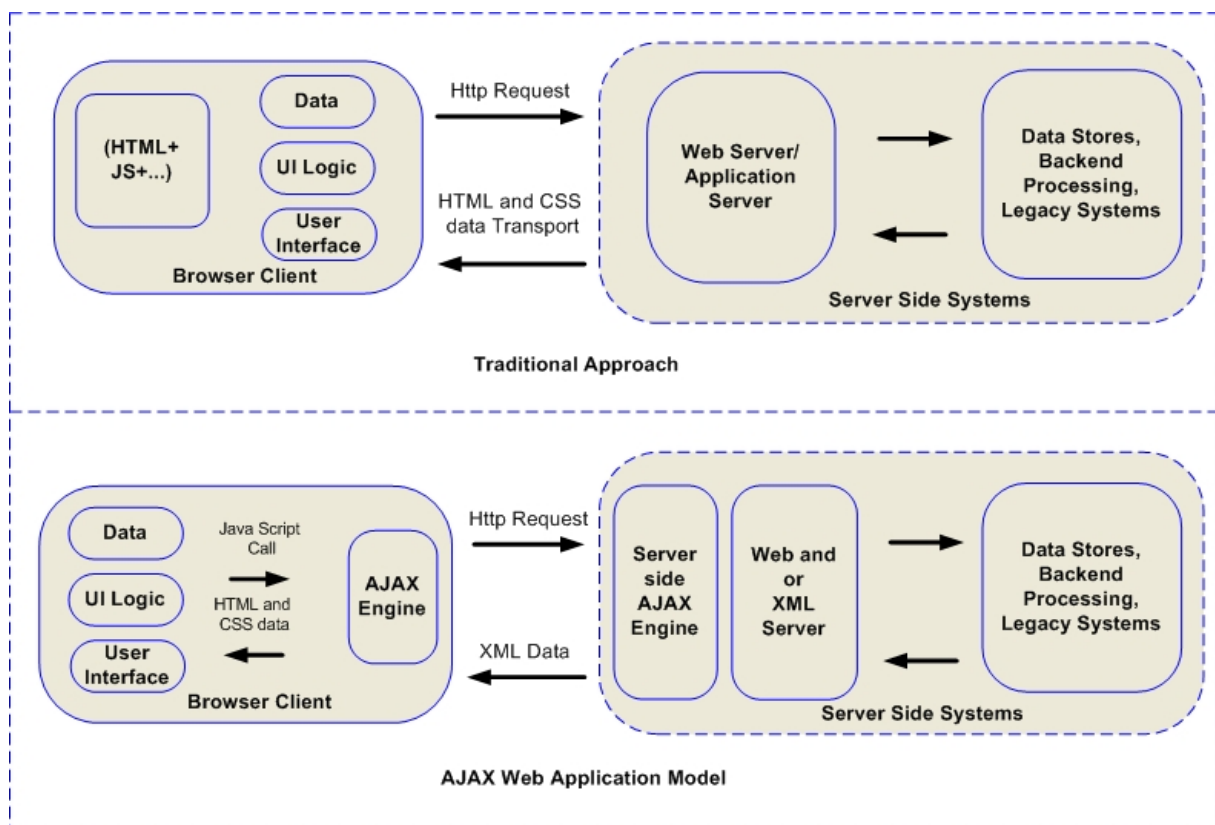 Data
Http Request
(HTML+
JS+...)
UI Logic
Web Server/
Application
Server
Data Stores,
Backend
Processing,
Legacy Systems
HTML and CSS
data Transport
User
Interface
Browser Client
Server Side Systems
Traditional Approach
Data
Java Script
Call
Http Request
AJAX
Engine
UI Logic
HTML and
CSS data
Server
side
AJAX
Engine
Web and
or
XML
Server
Data Stores,
Backend
Processing,
Legacy Systems
User
Interface
XML Data
Browser Client
Server Side Systems
AJAX Web Application Model